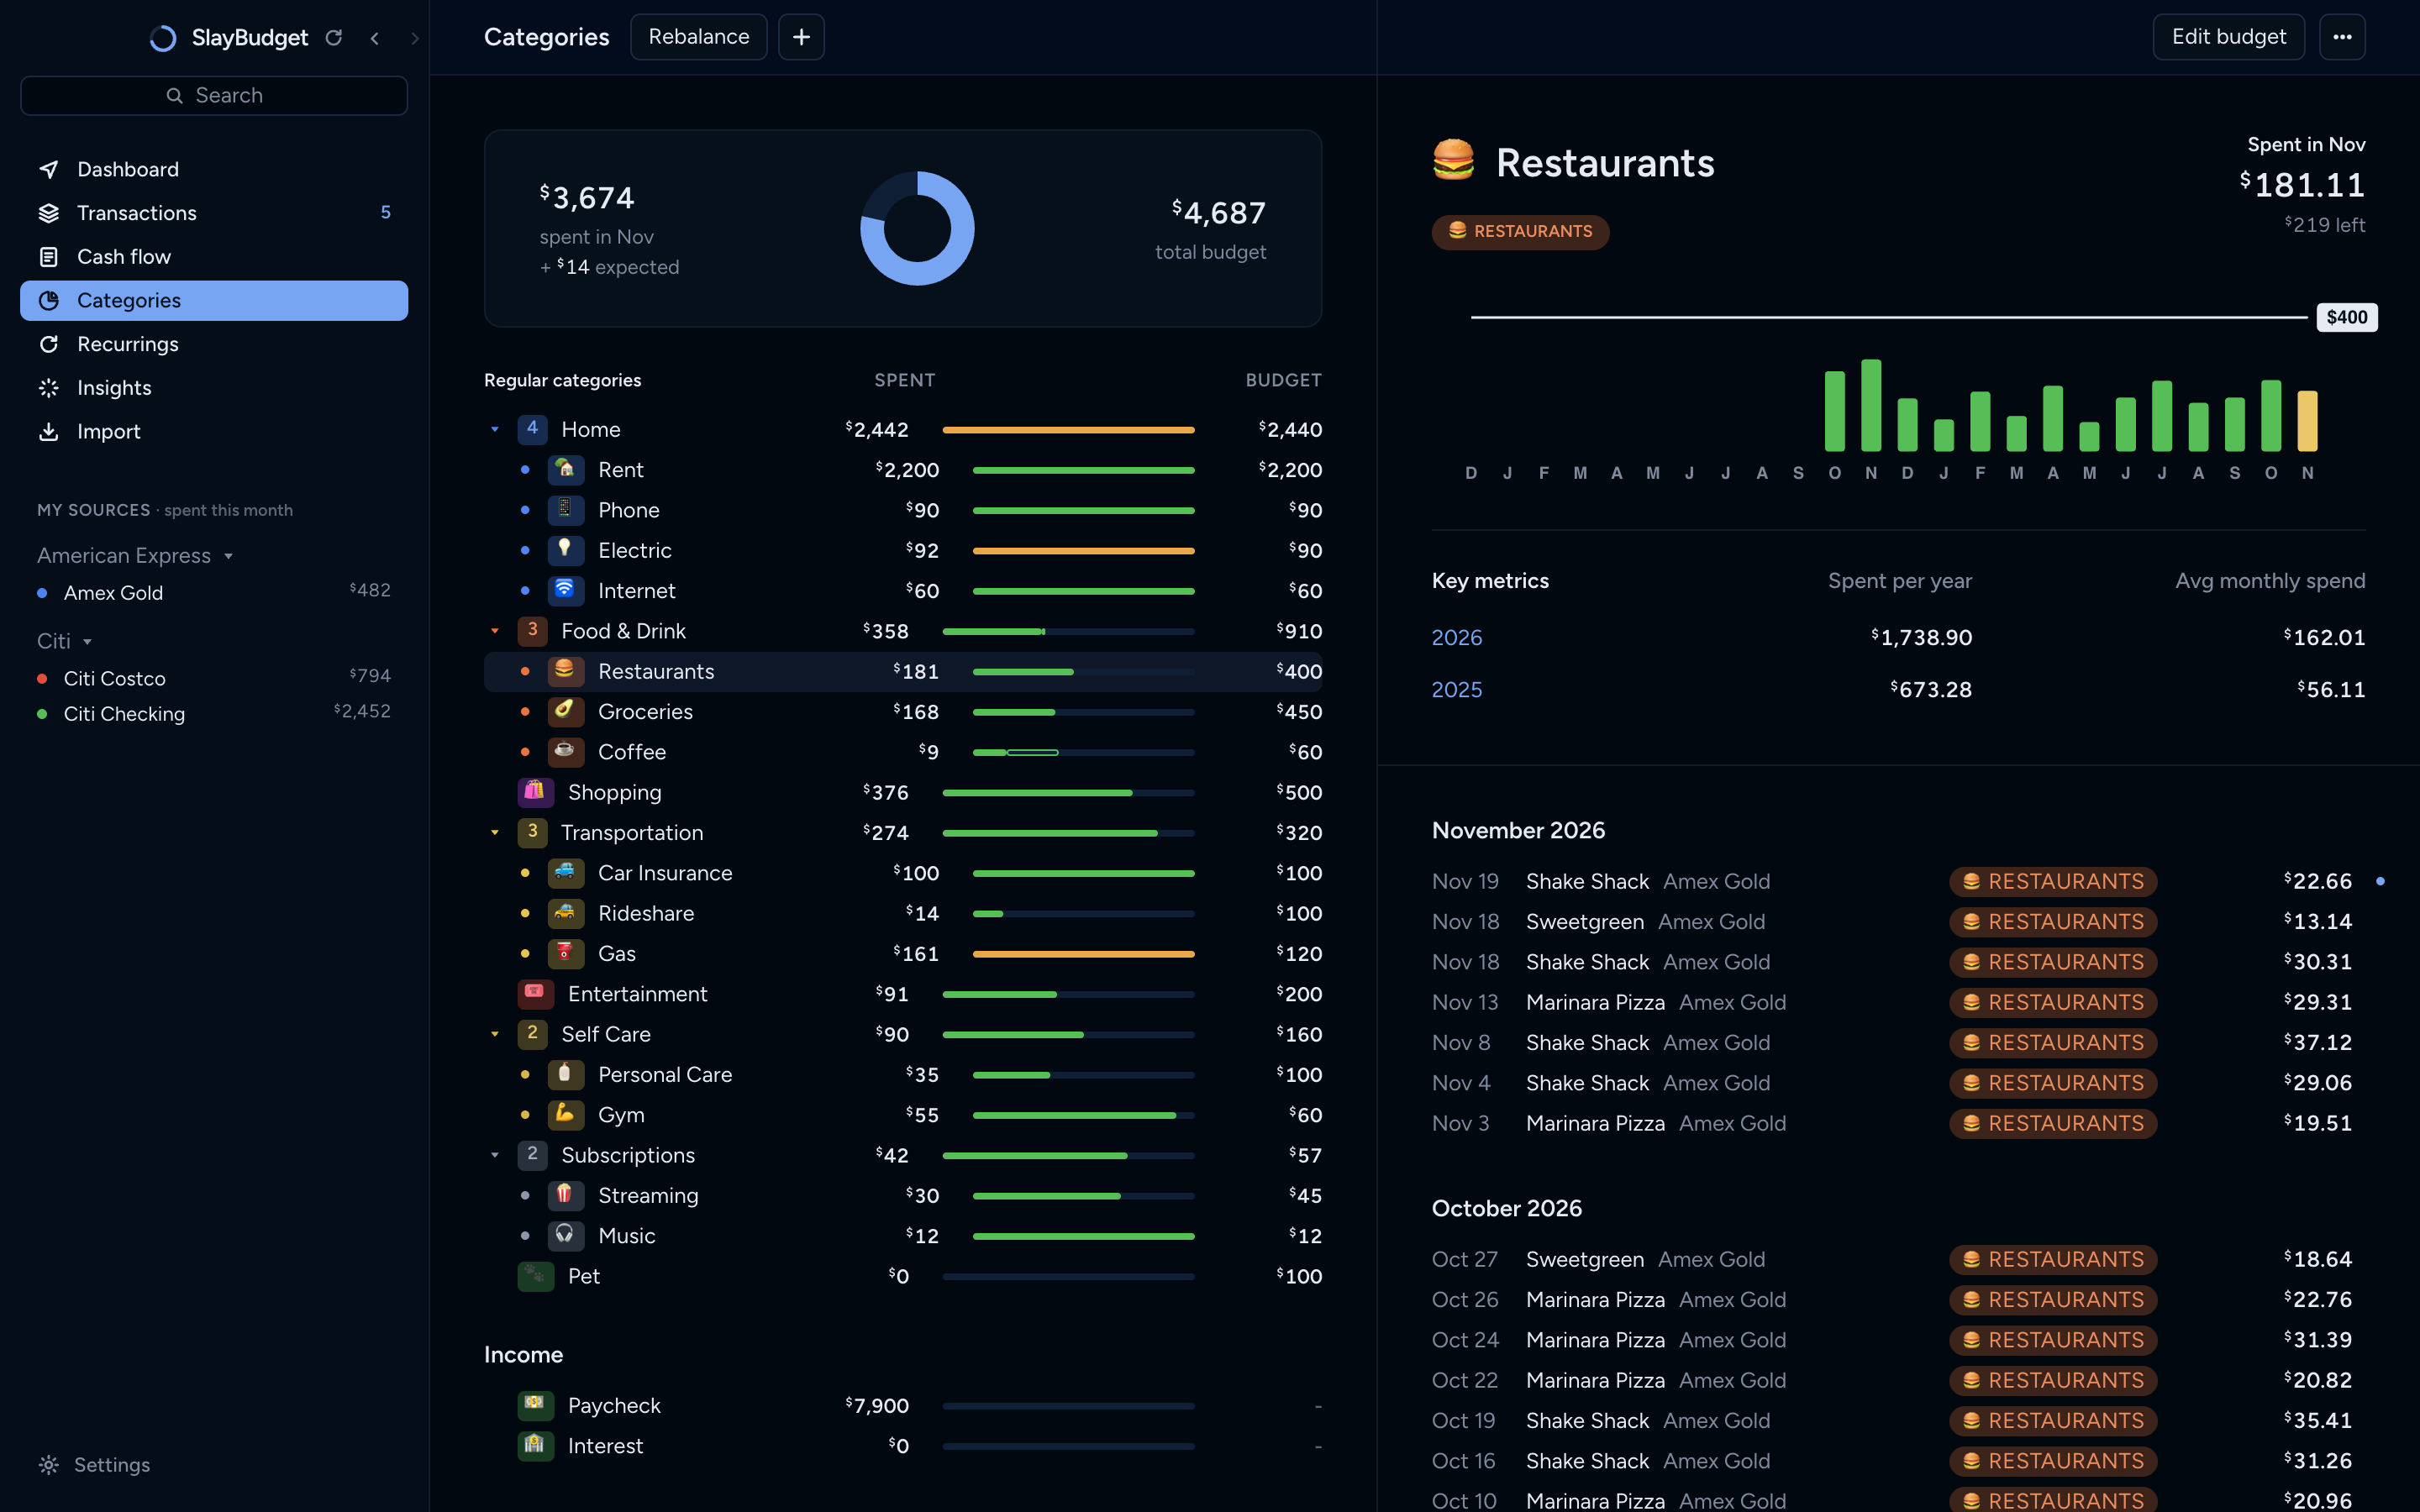 SlayBudget
Search
Dashboard
Transactions 5
Cash flow
Categories
Recurrings
Insights
Import
MY SOURCES · spent this month
American Express
Amex Gold $482
Citi
Citi Costco $794
Citi Checking $2,452
Settings
Categories Rebalance +
$3,674
spent in Nov
+ $14 expected
$4,687
total budget
Regular categories SPENT BUDGET
4 Home $2,442 $2,440
Rent $2,200 $2,200
Phone $90 $90
Electric $92 $90
Internet $60 $60
3 Food & Drink $358 $910
Restaurants $181 $400
Groceries $168 $450
Coffee $9 $60
Shopping $376 $500
3 Transportation $274 $320
Car Insurance $100 $100
Rideshare $14 $100
Gas $161 $120
Entertainment $91 $200
2 Self Care $90 $160
Personal Care $35 $100
Gym $55 $60
2 Subscriptions $42 $57
Streaming $30 $45
Music $12 $12
Pet $0 $100
Income
Paycheck $7,900 -
Interest $0 -
Edit budget
Restaurants
RESTAURANTS
Spent in Nov
$181.11
$219 left
$400
D J F M A M J J A S O N D J F M A M J J A S O N
Key metrics Spent per year Avg monthly spend
2026 $1,738.90 $162.01
2025 $673.28 $56.11
November 2026
Nov 19 Shake Shack Amex Gold RESTAURANTS $22.66
Nov 18 Sweetgreen Amex Gold RESTAURANTS $13.14
Nov 18 Shake Shack Amex Gold RESTAURANTS $30.31
Nov 13 Marinara Pizza Amex Gold RESTAURANTS $29.31
Nov 8 Shake Shack Amex Gold RESTAURANTS $37.12
Nov 4 Shake Shack Amex Gold RESTAURANTS $29.06
Nov 3 Marinara Pizza Amex Gold RESTAURANTS $19.51
October 2026
Oct 27 Sweetgreen Amex Gold RESTAURANTS $18.64
Oct 26 Marinara Pizza Amex Gold RESTAURANTS $22.76
Oct 24 Marinara Pizza Amex Gold RESTAURANTS $31.39
Oct 22 Marinara Pizza Amex Gold RESTAURANTS $20.82
Oct 19 Shake Shack Amex Gold RESTAURANTS $35.41
Oct 16 Shake Shack Amex Gold RESTAURANTS $31.26
Oct 10 Marinara Pizza Amex Gold RESTAURANTS $20.96